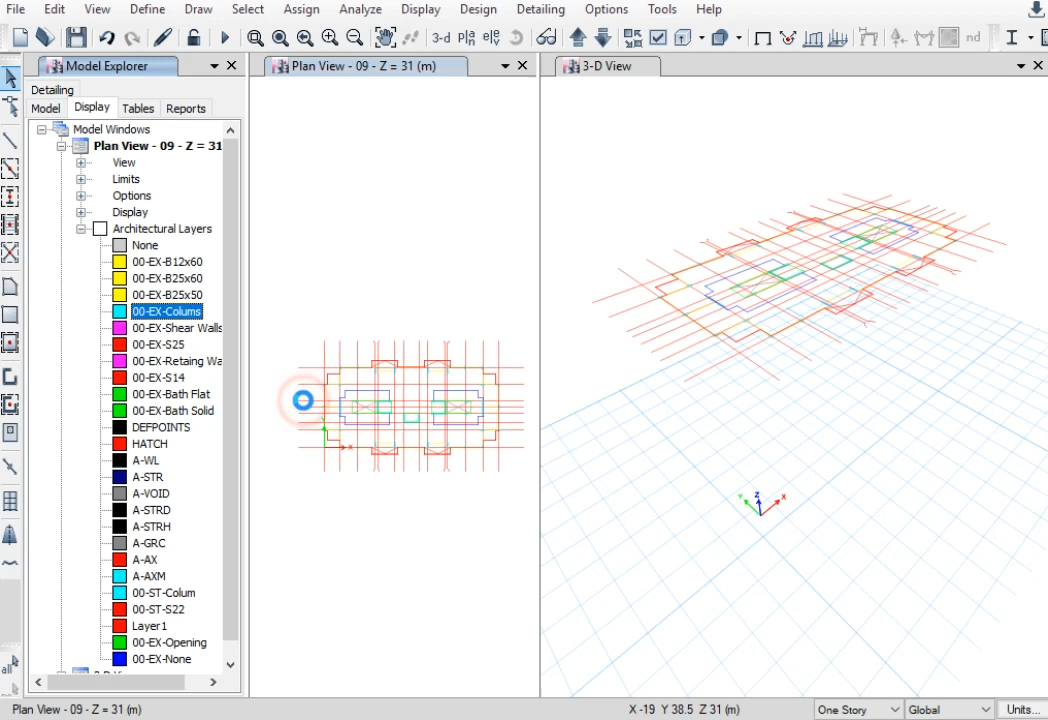 File Edit View Define Draw Select Assign Analyze Display Design Detailing Options Tools Help
3-d plan elev nd
Model Explorer
Plan View - 09 - Z = 31 (m)
3-D View
Detailing
Model Display Tables Reports
Model Windows
Plan View - 09 - Z = 31
View
Limits
Options
Display
Architectural Layers
None
00-EX-B12x60
00-EX-B25x60
00-EX-B25x50
00-EX-Colums
00-EX-Shear Walls
00-EX-S25
00-EX-Retaing Wa
00-EX-S14
00-EX-Bath Flat
00-EX-Bath Solid
DEFPOINTS
HATCH
A-WL
A-STR
A-VOID
A-STRD
A-STRH
A-GRC
A-AX
A-AXM
00-ST-Colum
00-ST-S22
Layer1
00-EX-Opening
00-EX-None
X
Y Z X
all
Plan View - 09 - Z = 31 (m)
X -19 Y 38.5 Z 31 (m)
One Story
Global
Units...